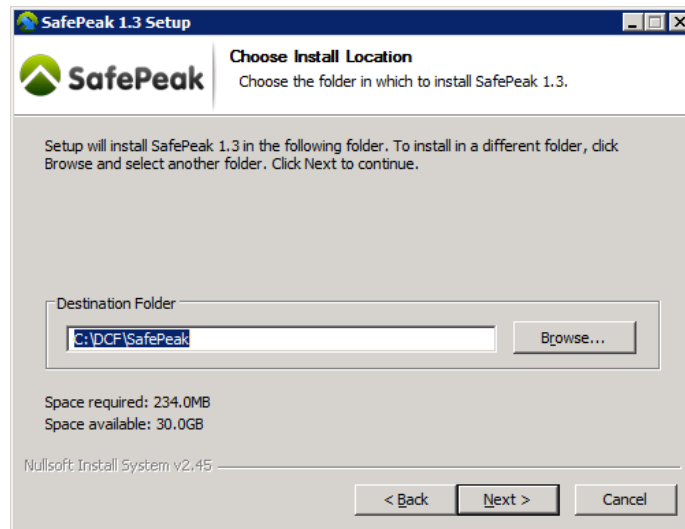 SafePeak 1.3 Setup
SafePeak
Choose Install Location
Choose the folder in which to install SafePeak 1.3.
Setup will install SafePeak 1.3 in the following folder. To install in a different folder, click
Browse and select another folder. Click Next to continue.
Destination Folder
C:\DCF\SafePeak
Browse...
Space required: 234.0MB
Space available: 30.0GB
Nullsoft Install System v2.45
< Back
Next >
Cancel